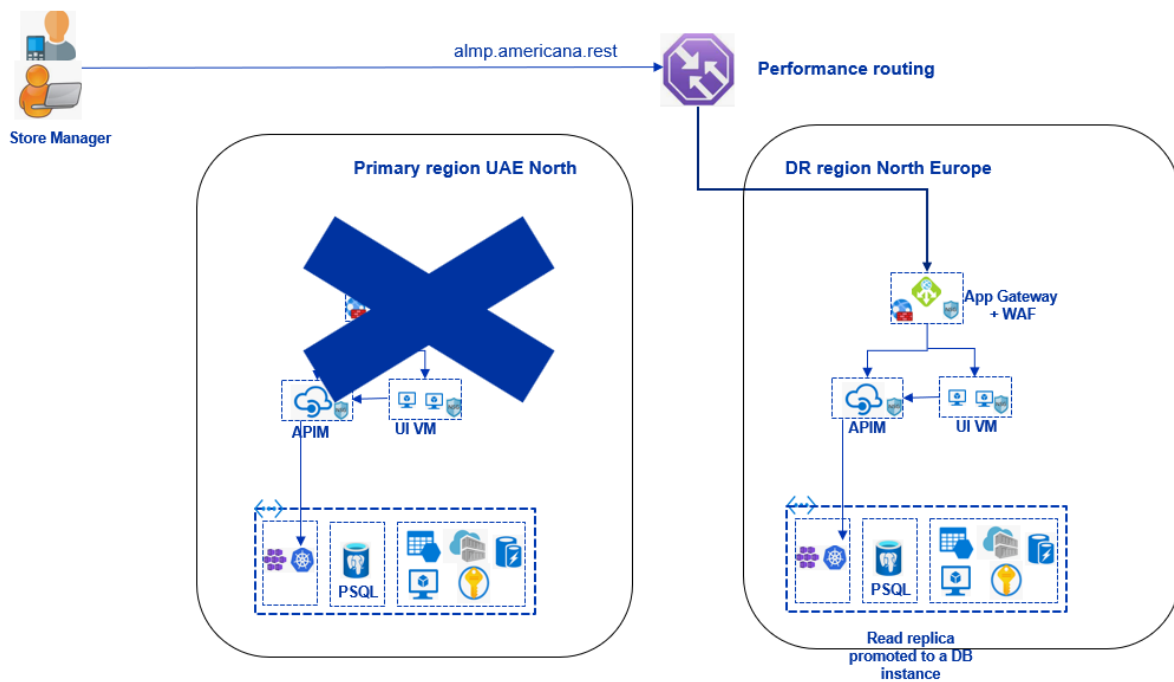 almp.americana.rest
Performance routing
Store Manager
Primary region UAE North
DR region North Europe
App Gateway
+ WAF
APIM
UI VM
APIM
UI VM
PSQL
PSQL
Read replica
promoted to a DB
instance